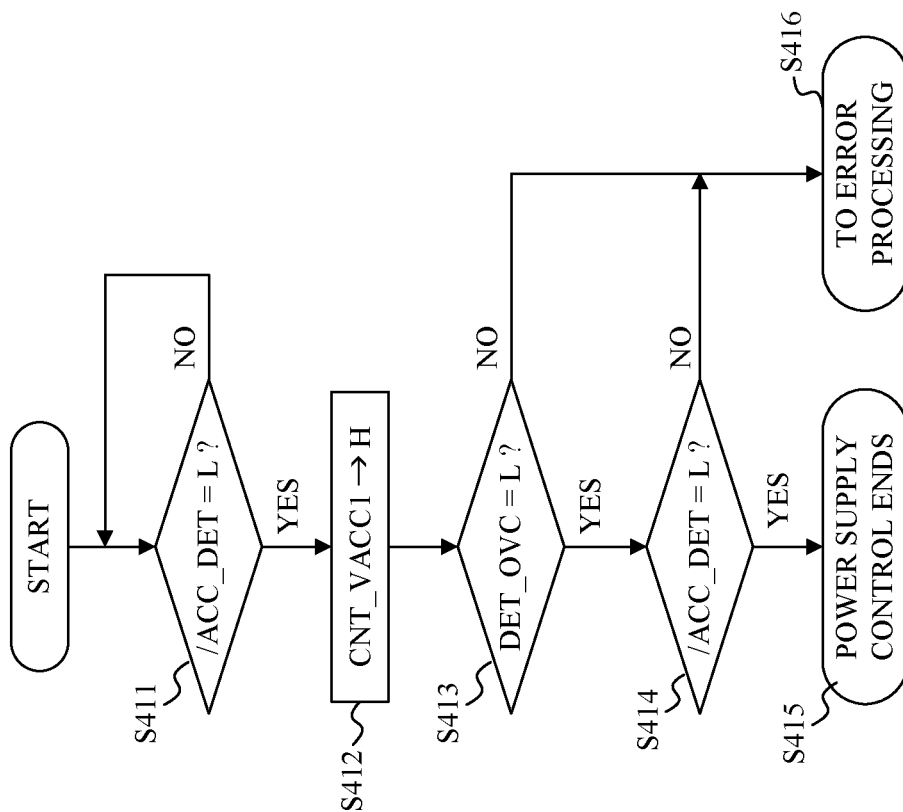 START
S411
/ACC_DET = L ?
NO
YES
S412
CNT_VACC1 → H
S413
DET_OVC = L ?
NO
YES
S414
/ACC_DET = L ?
NO
YES
S415
POWER SUPPLY
CONTROL ENDS
S416
TO ERROR
PROCESSING